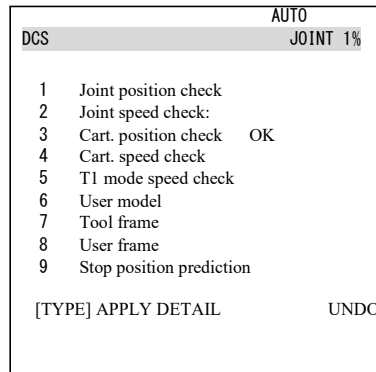 AUTO
DCS JOINT 1%
1 Joint position check
2 Joint speed check:
3 Cart. position check OK
4 Cart. speed check
5 T1 mode speed check
6 User model
7 Tool frame
8 User frame
9 Stop position prediction
[TYPE] APPLY DETAIL UNDO